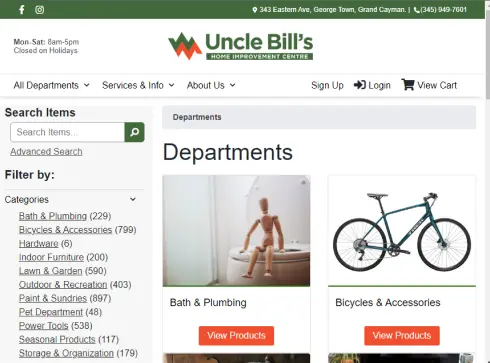 343 Eastern Ave, George Town, Grand Cayman. | (345) 949-7601
Mon-Sat: 8am-5pm
Closed on Holidays
Uncle Bill's
HOME IMPROVEMENT CENTRE
All Departments Services & Info About Us Sign Up Login View Cart
Search Items
Search Items...
Advanced Search
Filter by:
Categories
Bath & Plumbing (229)
Bicycles & Accessories (799)
Hardware (6)
Indoor Furniture (200)
Lawn & Garden (590)
Outdoor & Recreation (403)
Paint & Sundries (897)
Pet Department (48)
Power Tools (538)
Seasonal Products (117)
Storage & Organization (179)
Departments
Departments
Bath & Plumbing
View Products
Bicycles & Accessories
View Products